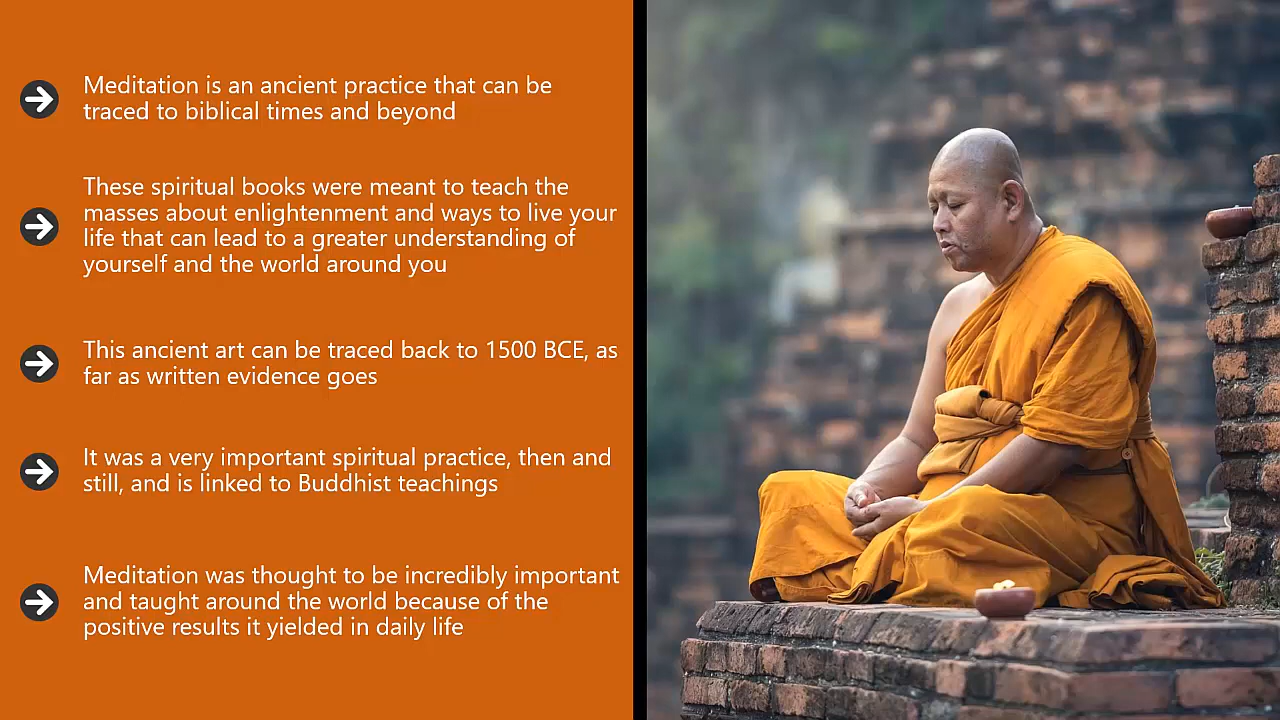 Meditation is an ancient practice that can be
traced to biblical times and beyond
These spiritual books were meant to teach the
masses about enlightenment and ways to live your
life that can lead to a greater understanding of
yourself and the world around you
This ancient art can be traced back to 1500 BCE, as
far as written evidence goes
It was a very important spiritual practice, then and
still, and is linked to Buddhist teachings
Meditation was thought to be incredibly important
and taught around the world because of the
positive results it yielded in daily life